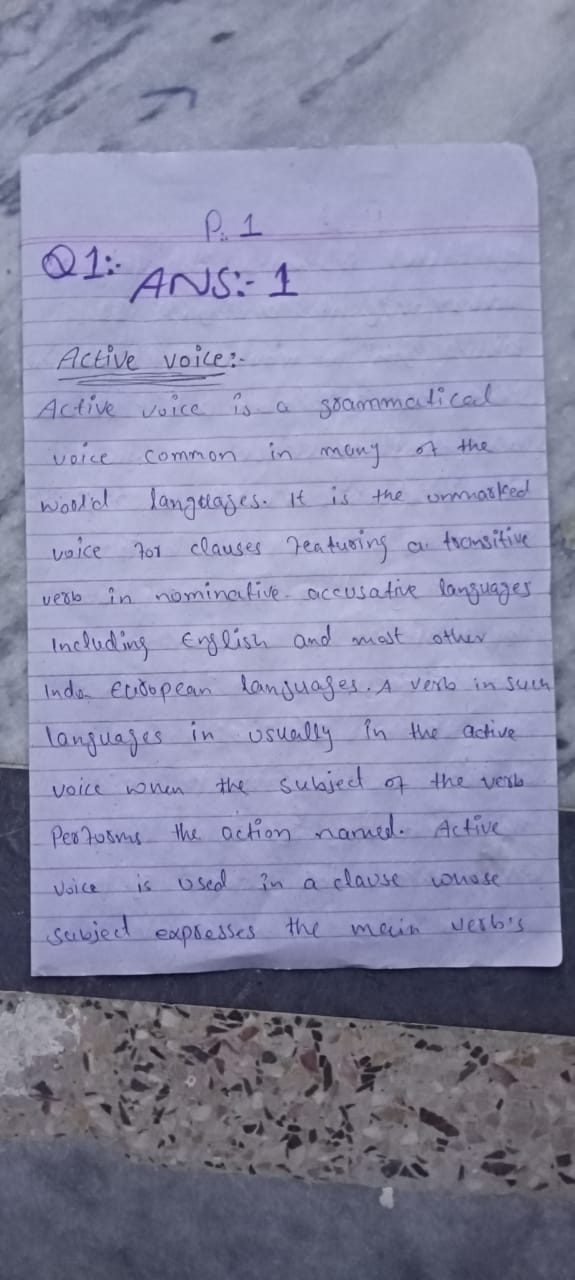 P. 1
Q1:-
ANS:- 1
Active voice:-
Active voice is a grammatical
voice common in many of the
world languages. It is the unmarked
voice for clauses featuring a transitive
verb in nominative accusative languages
Including English and most other
Indo European languages. A verb in such
languages in usually in the active
voice when the subject of the verb
Performs the action named. Active
voice is used in a clause whose
subject expresses the main verb's